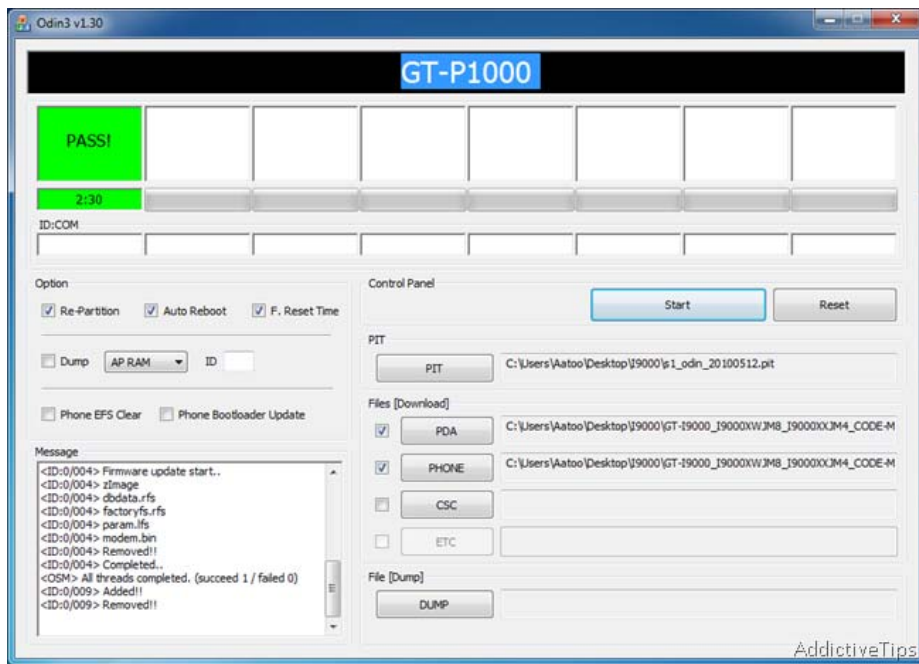 Odin3 v1.30
GT-P1000
PASS!
2:30
ID:COM
Option
Re-Partition Auto Reboot F. Reset Time
Dump AP RAM ID
Phone EFS Clear Phone Bootloader Update
Message
<ID:0/004> Firmware update start..
<ID:0/004> zImage
<ID:0/004> dbdata.rfs
<ID:0/004> factoryfs.rfs
<ID:0/004> param.lfs
<ID:0/004> modem.bin
<ID:0/004> Removed!!
<ID:0/004> Completed..
<OSM> All threads completed. (succeed 1 / failed 0)
<ID:0/009> Added!!
<ID:0/009> Removed!!
Control Panel
Start Reset
PIT
PIT C:\Users\Aatoo\Desktop\I9000\s1_odin_20100512.pit
Files [Download]
PDA C:\Users\Aatoo\Desktop\I9000\GT-I9000_I9000XWJM8_I9000XXJM4_CODE-M
PHONE C:\Users\Aatoo\Desktop\I9000\GT-I9000_I9000XWJM8_I9000XXJM4_CODE-M
CSC
ETC
File [Dump]
DUMP
AddictiveTips